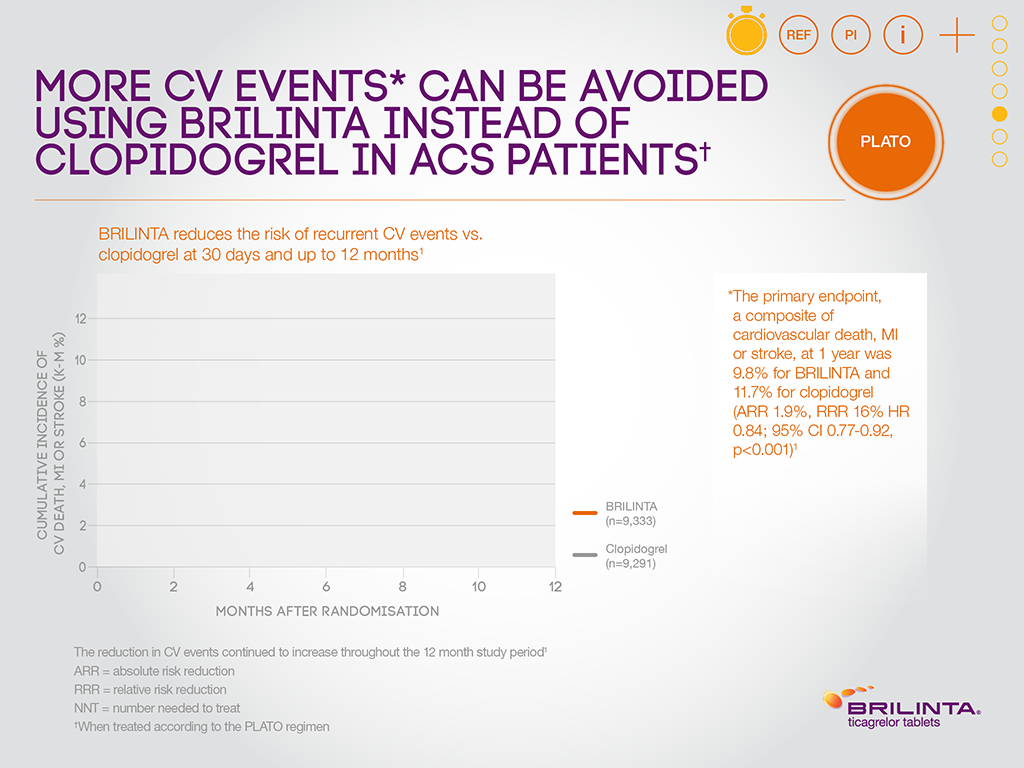 REF PI i
MORE CV EVENTS* CAN BE AVOIDED
USING BRILINTA INSTEAD OF
CLOPIDOGREL IN ACS PATIENTS†
PLATO
BRILINTA reduces the risk of recurrent CV events vs.
clopidogrel at 30 days and up to 12 months¹
CUMULATIVE INCIDENCE OF
CV DEATH, MI OR STROKE (K-M %)
12
10
8
6
4
2
0
0 2 4 6 8 10 12
MONTHS AFTER RANDOMISATION
BRILINTA
(n=9,333)
Clopidogrel
(n=9,291)
*The primary endpoint,
a composite of
cardiovascular death, MI
or stroke, at 1 year was
9.8% for BRILINTA and
11.7% for clopidogrel
(ARR 1.9%, RRR 16% HR
0.84; 95% CI 0.77-0.92,
p<0.001)¹
The reduction in CV events continued to increase throughout the 12 month study period¹
ARR = absolute risk reduction
RRR = relative risk reduction
NNT = number needed to treat
†When treated according to the PLATO regimen
BRILINTA®
ticagrelor tablets